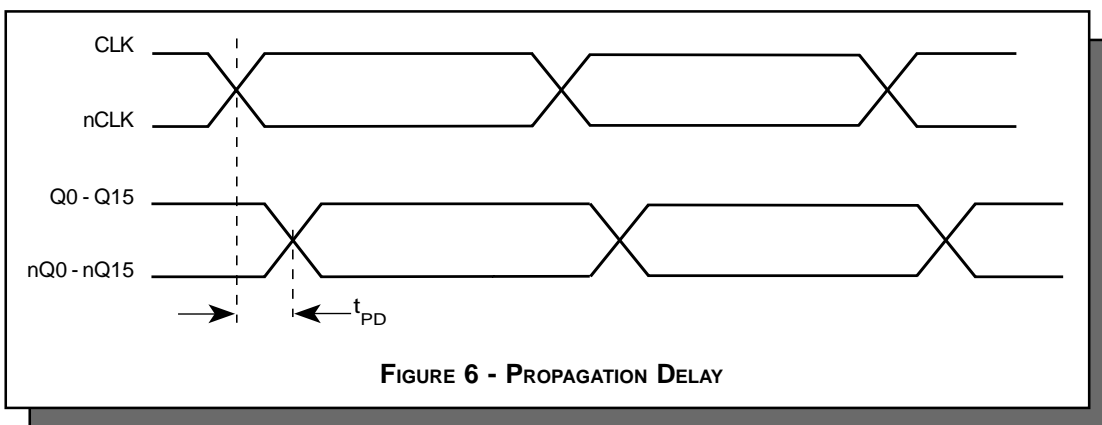 CLK
nCLK
Q0 - Q15
nQ0 - nQ15
tPD
FIGURE 6 - PROPAGATION DELAY